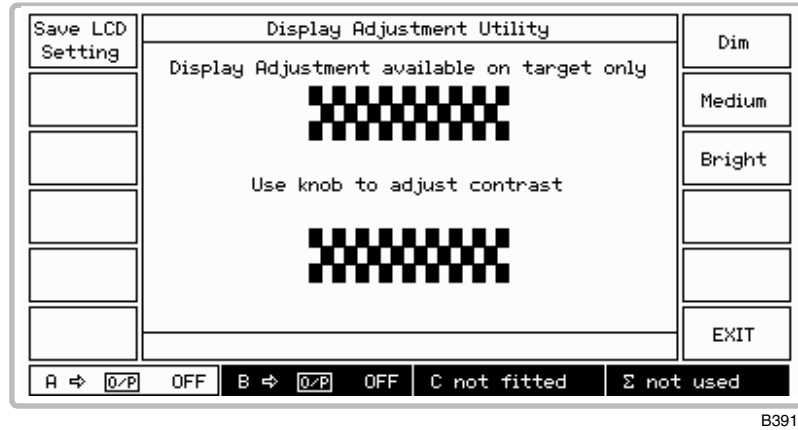 Save LCD
Setting
Display Adjustment Utility
Display Adjustment available on target only
Use knob to adjust contrast
Dim
Medium
Bright
EXIT
A ⇨ O/P OFF
B ⇨ O/P OFF
C not fitted
Σ not used
B391